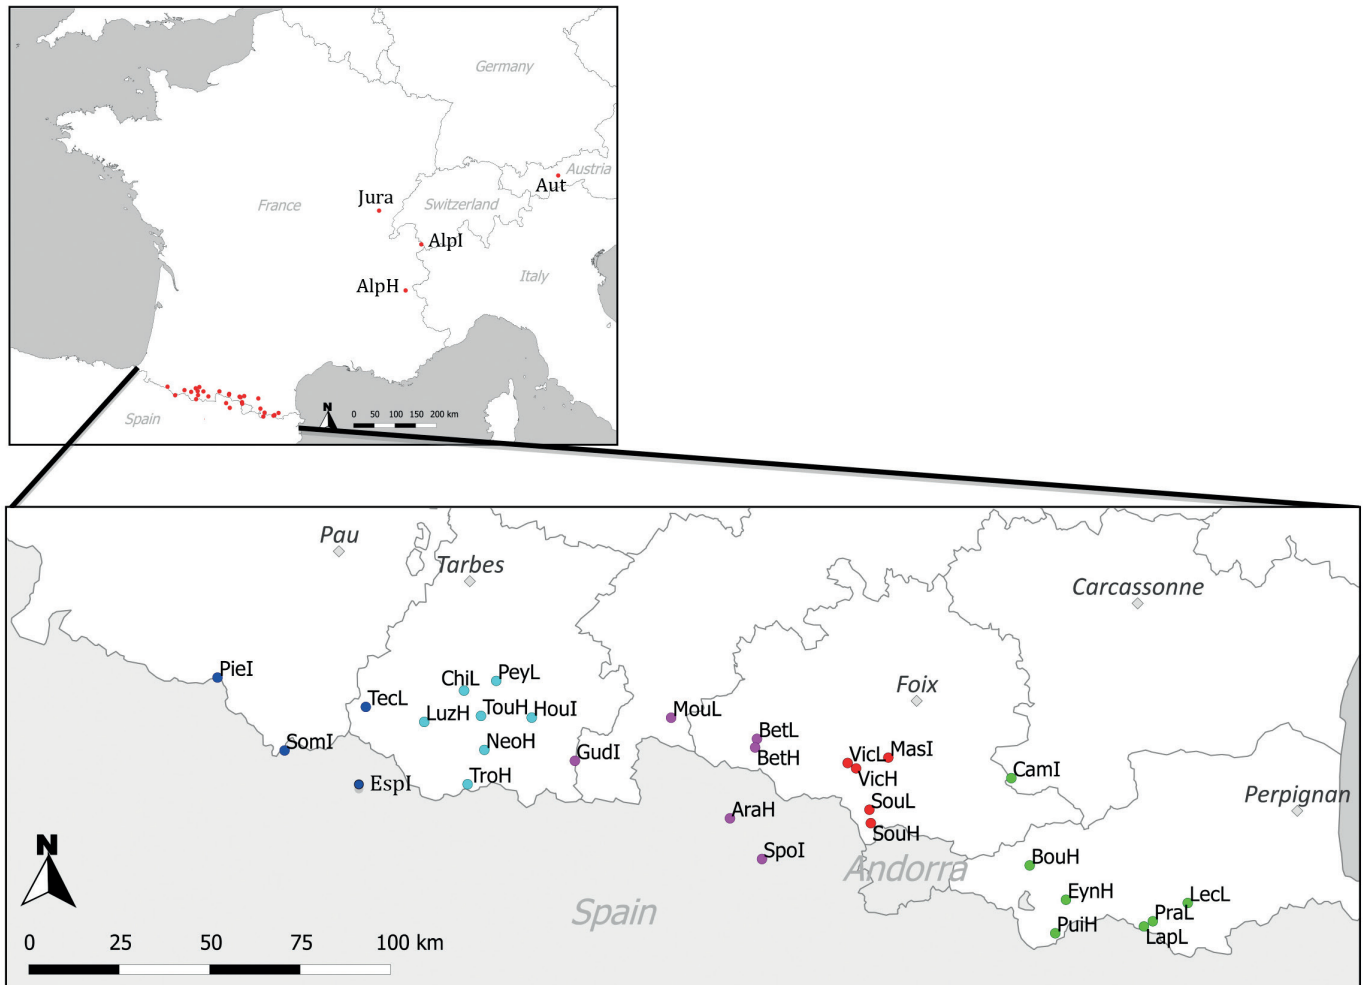 Germany
Austria
Aut
Jura
Switzerland
France
AlpI
Italy
AlpH
Spain
N
0 50 100 150 200 km
Pau
Tarbes
Carcassonne
PieI
ChiL
PeyL
Foix
TecL
LuzH
TouH
HouI
MouL
BetL
SomI
NeoH
GudI
BetH
VicL
MasI
VicH
CamI
EspI
TroH
Perpignan
AraH
SouL
SouH
SpoI
Andorra
BouH
N
EynH
LecL
Spain
PraL
PuiH
LapL
0 25 50 75 100 km